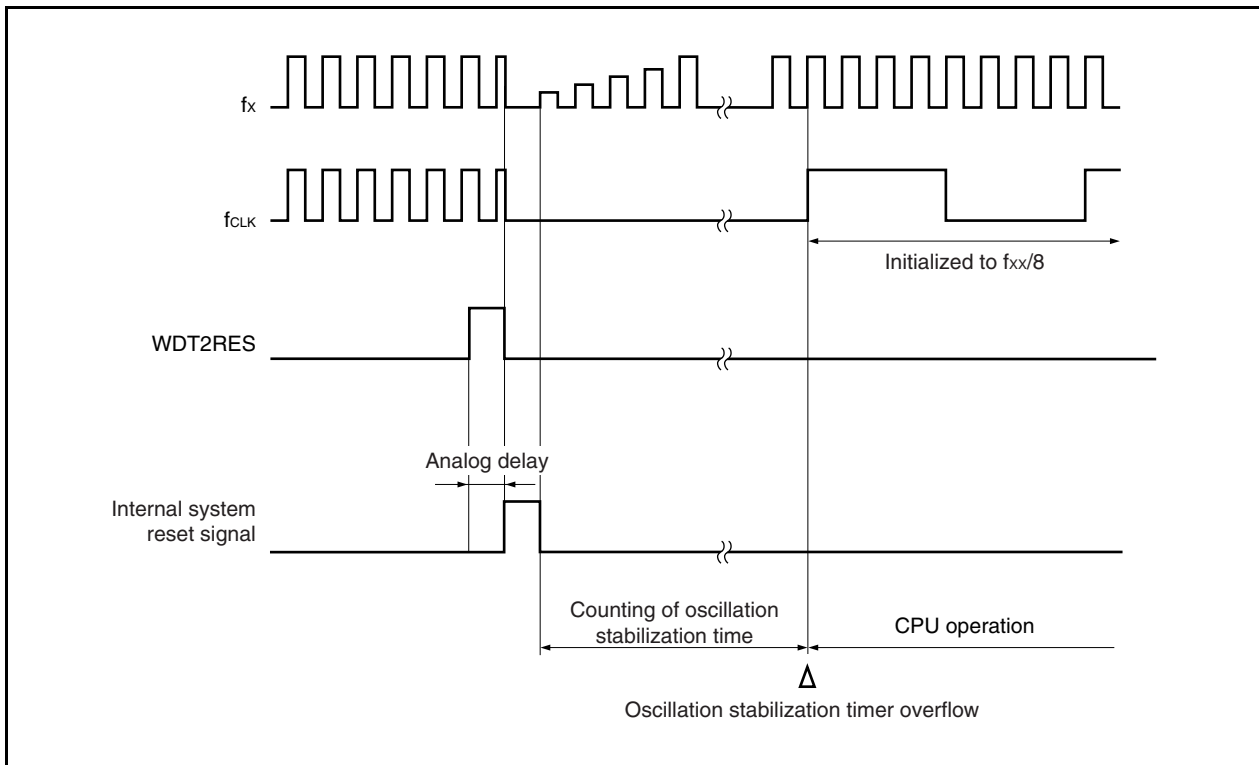 fX
fCLK
Initialized to fXX/8
WDT2RES
Analog delay
Internal system
reset signal
Counting of oscillation
stabilization time
CPU operation
Oscillation stabilization timer overflow